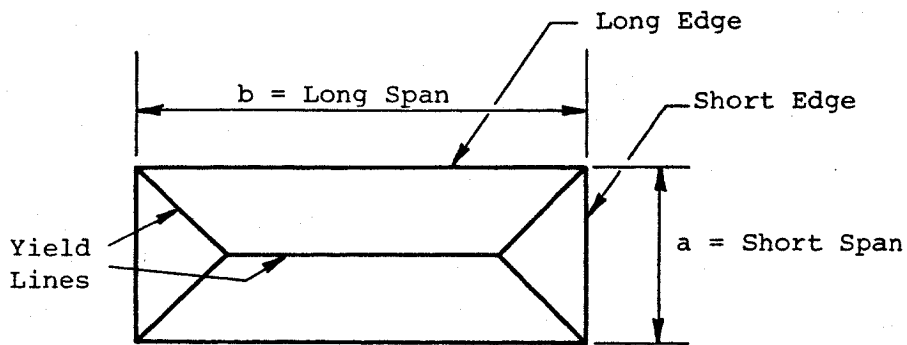 Long Edge
b = Long Span
Short Edge
Yield
Lines
a = Short Span